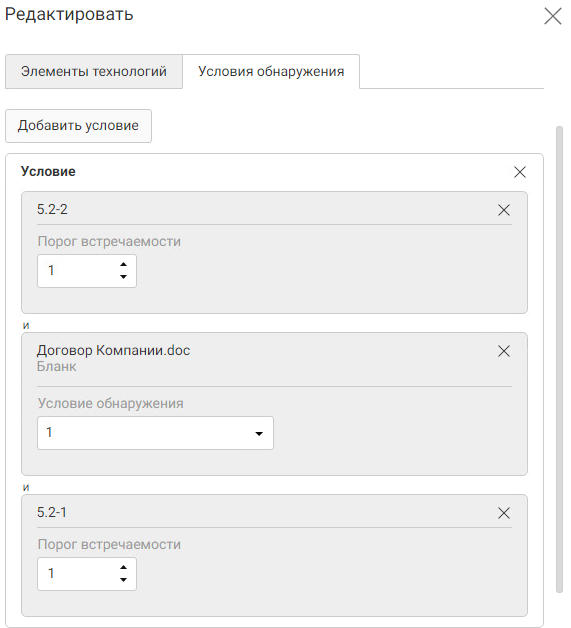 Редактировать
Элементы технологий
Условия обнаружения
Добавить условие
Условие
5.2-2
Порог встречаемости
1
и
Договор Компании.doc
Бланк
Условие обнаружения
1
и
5.2-1
Порог встречаемости
1